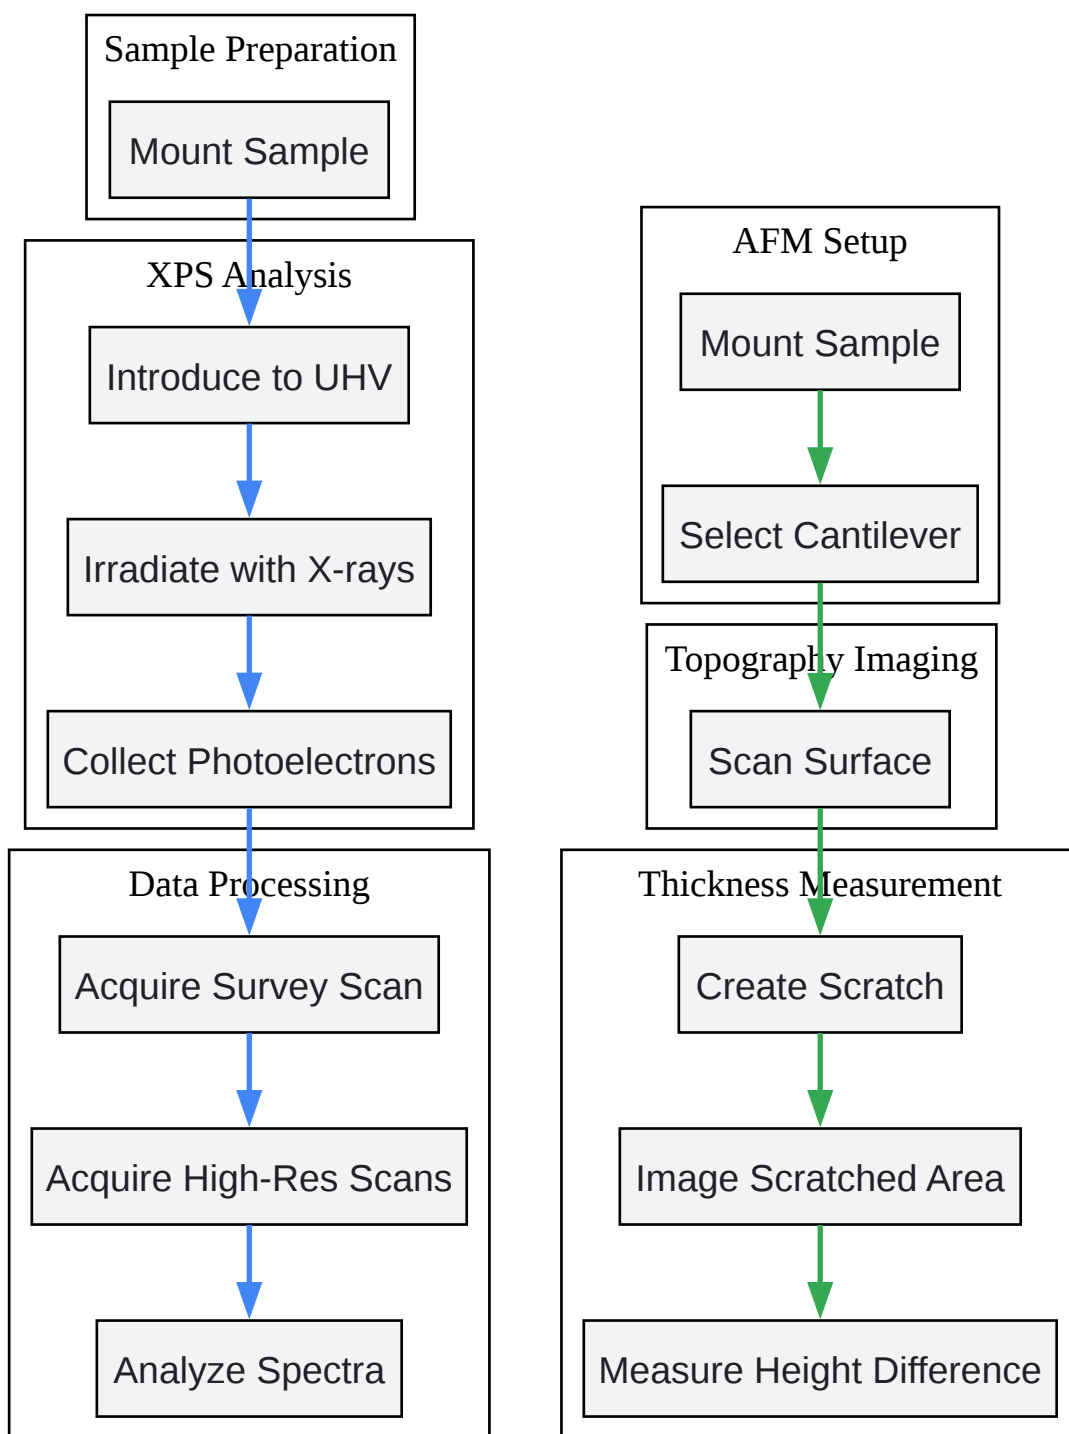 Sample Preparation
Mount Sample
XPS Analysis
Introduce to UHV
Irradiate with X-rays
Collect Photoelectrons
Data Processing
Acquire Survey Scan
Acquire High-Res Scans
Analyze Spectra
AFM Setup
Mount Sample
Select Cantilever
Topography Imaging
Scan Surface
Thickness Measurement
Create Scratch
Image Scratched Area
Measure Height Difference